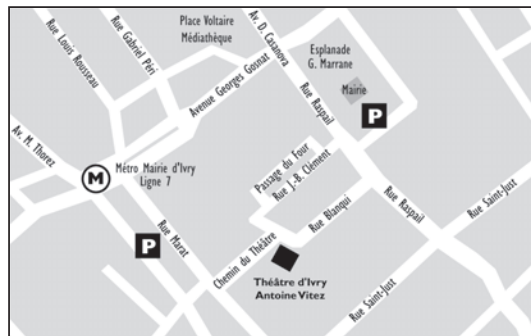 Place Voltaire
Médiathèque
Av. D. Casanova
Rue Gabriel Péri
Rue Louis Rousseau
Esplanade
G. Marrane
Mairie
P
Avenue Georges Gosnat
Rue Raspail
Av. M. Thorez
M
Métro Mairie d'Ivry
Ligne 7
Passage du Four
Rue J.-B. Clément
Rue Saint-Just
Rue Raspail
Rue Blanqui
Rue Marat
P
Chemin du Théâtre
Théâtre d'Ivry
Antoine Vitez
Rue Saint-Just